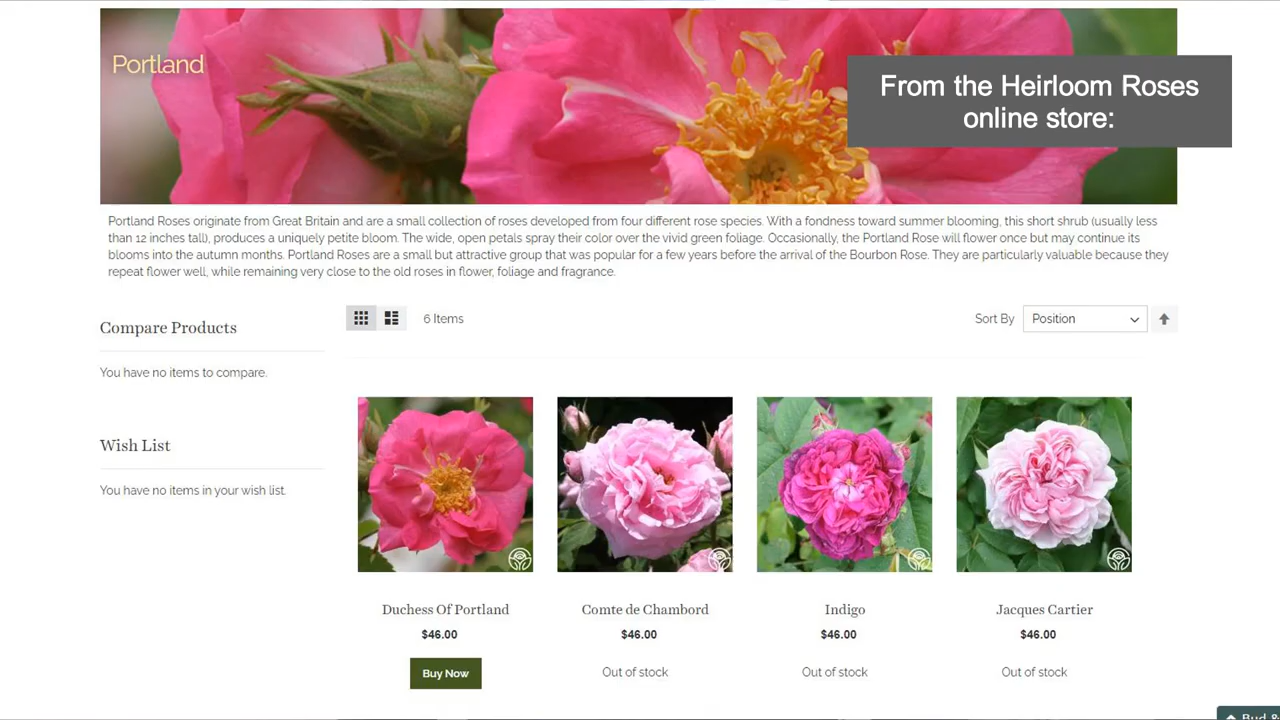 Portland
From the Heirloom Roses
online store:
Portland Roses originate from Great Britain and are a small collection of roses developed from four different rose species. With a fondness toward summer blooming, this short shrub (usually less
than 12 inches tall), produces a uniquely petite bloom. The wide, open petals spray their color over the vivid green foliage. Occasionally, the Portland Rose will flower once but may continue its
blooms into the autumn months. Portland Roses are a small but attractive group that was popular for a few years before the arrival of the Bourbon Rose. They are particularly valuable because they
repeat flower well, while remaining very close to the old roses in flower, foliage and fragrance.
Compare Products
You have no items to compare.
Wish List
You have no items in your wish list.
6 Items
Sort By Position
Duchess Of Portland
$46.00
Buy Now
Comte de Chambord
$46.00
Out of stock
Indigo
$46.00
Out of stock
Jacques Cartier
$46.00
Out of stock